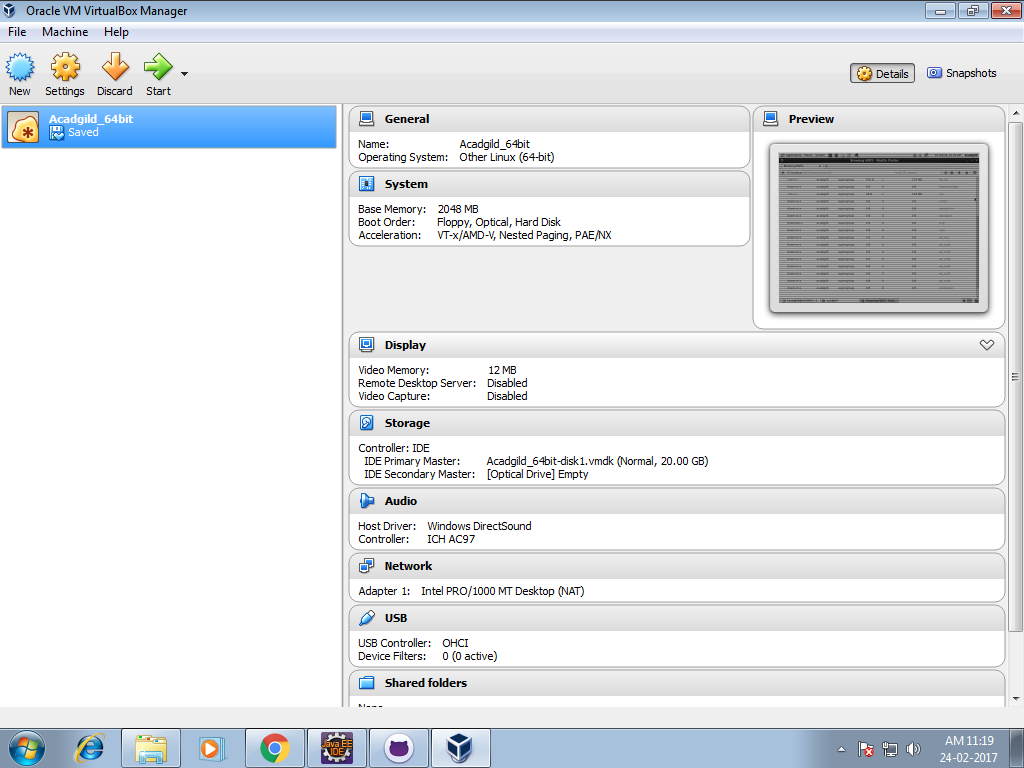 Oracle VM VirtualBox Manager
File Machine Help
New Settings Discard Start
Details Snapshots
Acadgild_64bit
Saved
General
Name: Acadgild_64bit
Operating System: Other Linux (64-bit)
System
Base Memory: 2048 MB
Boot Order: Floppy, Optical, Hard Disk
Acceleration: VT-x/AMD-V, Nested Paging, PAE/NX
Preview
Display
Video Memory: 12 MB
Remote Desktop Server: Disabled
Video Capture: Disabled
Storage
Controller: IDE
IDE Primary Master: Acadgild_64bit-disk1.vmdk (Normal, 20.00 GB)
IDE Secondary Master: [Optical Drive] Empty
Audio
Host Driver: Windows DirectSound
Controller: ICH AC97
Network
Adapter 1: Intel PRO/1000 MT Desktop (NAT)
USB
USB Controller: OHCI
Device Filters: 0 (0 active)
Shared folders
None
Java EE
IDE
AM 11:19
24-02-2017